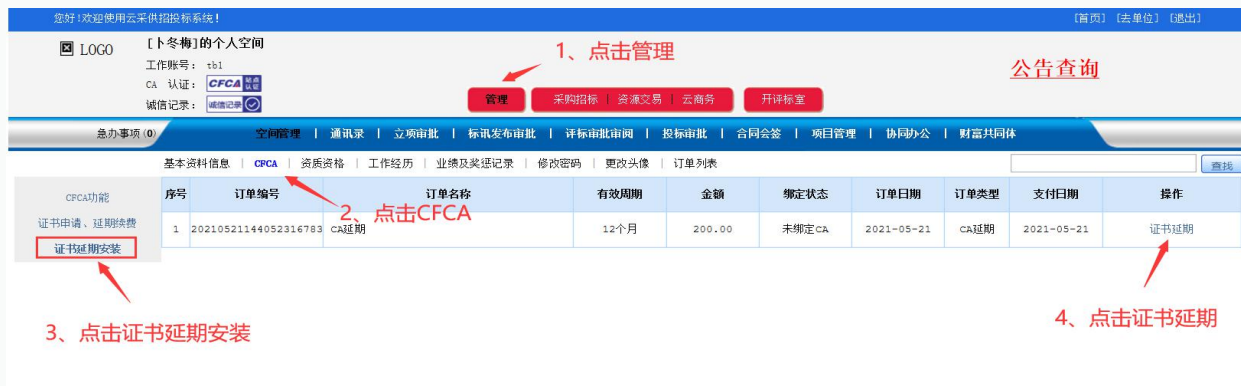 您好!欢迎使用云采供招投标系统!
[首页] [去单位] [退出]
LOGO
[卜冬梅]的个人空间
工作账号: tb1
CA 认证: CFCA 站点认证
诚信记录: 诚信记录
1、点击管理
公告查询
管理 采购招标 | 资源交易 | 云商务 开评标室
急办事项(0)
空间管理 | 通讯录 | 立项审批 | 标讯发布审批 | 评标审批审阅 | 投标审批 | 合同会签 | 项目管理 | 协同办公 | 财富共同体
基本资料信息 | CFCA | 资质资格 | 工作经历 | 业绩及奖惩记录 | 修改密码 | 更改头像 | 订单列表
查找
CFCA功能
证书申请、延期续费
证书延期安装
序号 订单编号 订单名称 有效周期 金额 绑定状态 订单日期 订单类型 支付日期 操作
2、点击CFCA
1 20210521144052316783 CA延期 12个月 200.00 未绑定CA 2021-05-21 CA延期 2021-05-21 证书延期
3、点击证书延期安装
4、点击证书延期